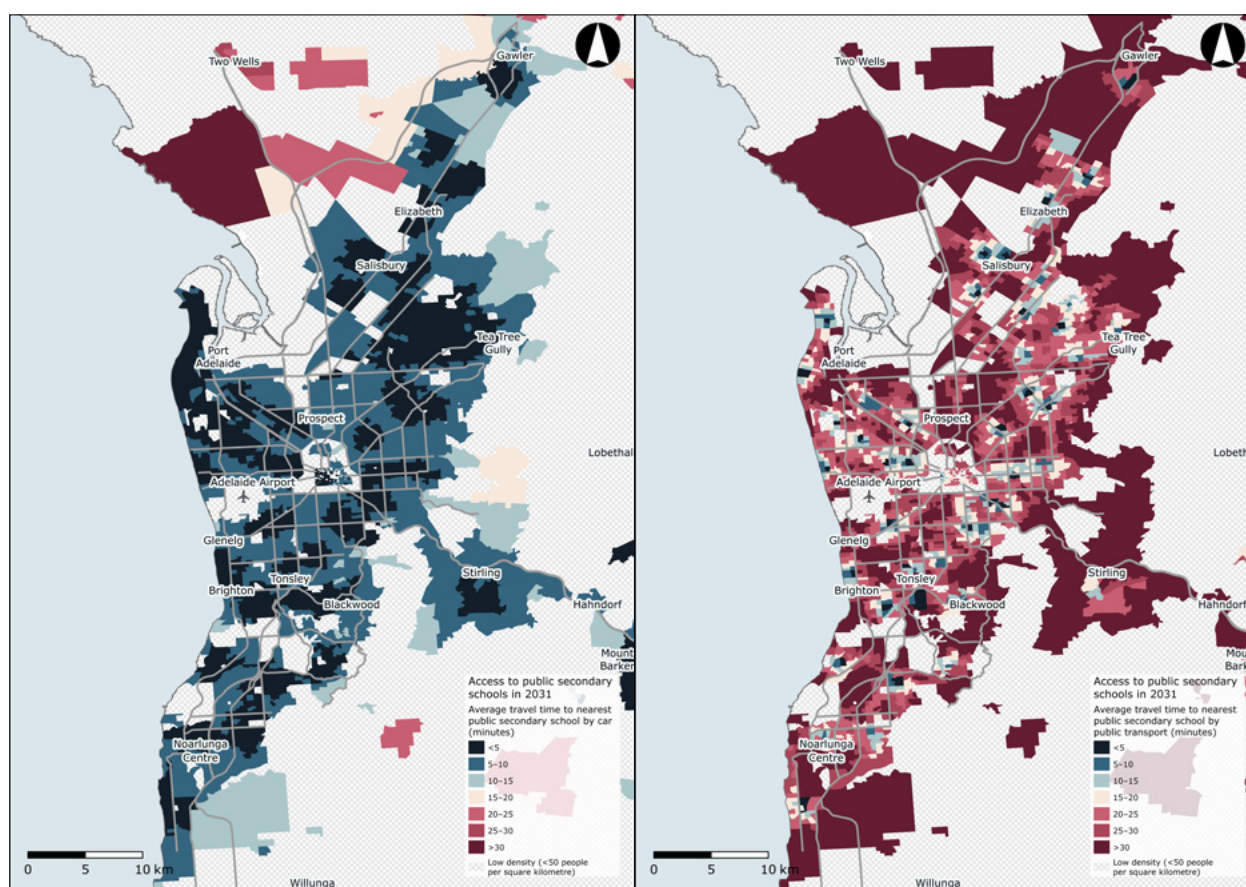 Two Wells
Gawler
Elizabeth
Salisbury
Tea Tree
Gully
Port
Adelaide
Prospect
Lobethal
Adelaide Airport
Glenelg
Stirling
Tonsley
Brighton
Blackwood
Hahndorf
Mount
Barker
Noarlunga
Centre
Willunga
Access to public secondary
schools in 2031
Average travel time to nearest
public secondary school by car
(minutes)
<5
5–10
10–15
15–20
20–25
25–30
>30
Low density (<50 people
per square kilometre)
0 5 10 km
Two Wells
Gawler
Elizabeth
Salisbury
Tea Tree
Gully
Port
Adelaide
Prospect
Lobethal
Adelaide Airport
Glenelg
Stirling
Tonsley
Brighton
Blackwood
Hahndorf
Mount
Barker
Noarlunga
Centre
Willunga
Access to public secondary
schools in 2031
Average travel time to nearest
public secondary school by
public transport (minutes)
<5
5–10
10–15
15–20
20–25
25–30
>30
Low density (<50 people
per square kilometre)
0 5 10 km